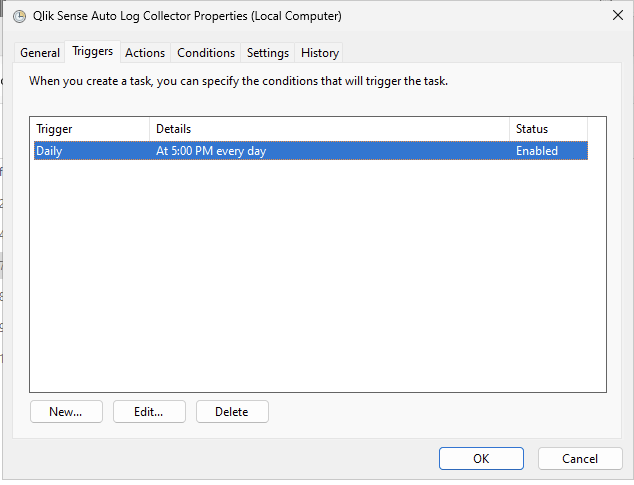 Qlik Sense Auto Log Collector Properties (Local Computer)
General Triggers Actions Conditions Settings History
When you create a task, you can specify the conditions that will trigger the task.
Trigger Details Status
Daily At 5:00 PM every day Enabled
New... Edit... Delete
OK Cancel